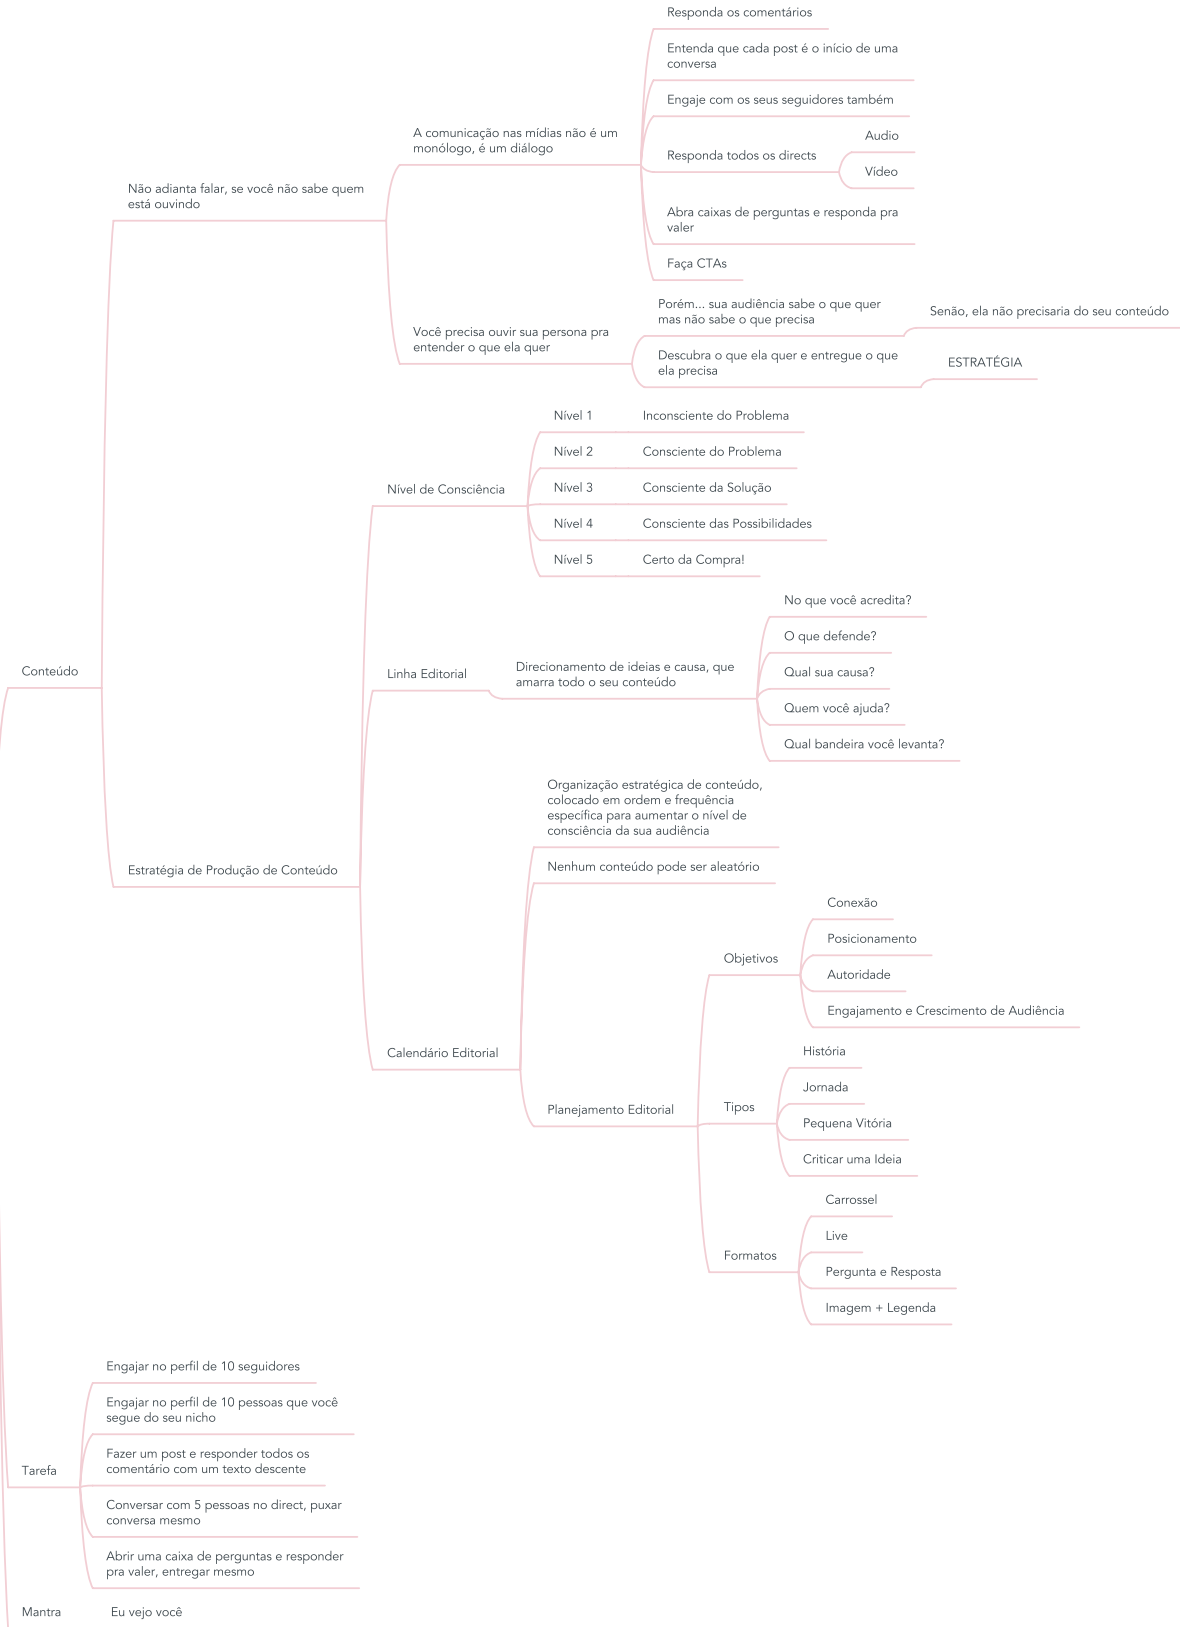 Conteúdo
Não adianta falar, se você não sabe quem
está ouvindo
A comunicação nas mídias não é um
monólogo, é um diálogo
Responda os comentários
Entenda que cada post é o início de uma
conversa
Engaje com os seus seguidores também
Responda todos os directs
Audio
Vídeo
Abra caixas de perguntas e responda pra
valer
Faça CTAs
Você precisa ouvir sua persona pra
entender o que ela quer
Porém... sua audiência sabe o que quer
mas não sabe o que precisa
Senão, ela não precisaria do seu conteúdo
Descubra o que ela quer e entregue o que
ela precisa
ESTRATÉGIA
Estratégia de Produção de Conteúdo
Nível de Consciência
Nível 1
Inconsciente do Problema
Nível 2
Consciente do Problema
Nível 3
Consciente da Solução
Nível 4
Consciente das Possibilidades
Nível 5
Certo da Compra!
Linha Editorial
Direcionamento de ideias e causa, que
amarra todo o seu conteúdo
No que você acredita?
O que defende?
Qual sua causa?
Quem você ajuda?
Qual bandeira você levanta?
Calendário Editorial
Organização estratégica de conteúdo,
colocado em ordem e frequência
específica para aumentar o nível de
consciência da sua audiência
Nenhum conteúdo pode ser aleatório
Planejamento Editorial
Objetivos
Conexão
Posicionamento
Autoridade
Engajamento e Crescimento de Audiência
Tipos
História
Jornada
Pequena Vitória
Criticar uma Ideia
Formatos
Carrossel
Live
Pergunta e Resposta
Imagem + Legenda
Tarefa
Engajar no perfil de 10 seguidores
Engajar no perfil de 10 pessoas que você
segue do seu nicho
Fazer um post e responder todos os
comentário com um texto descente
Conversar com 5 pessoas no direct, puxar
conversa mesmo
Abrir uma caixa de perguntas e responder
pra valer, entregar mesmo
Mantra
Eu vejo você